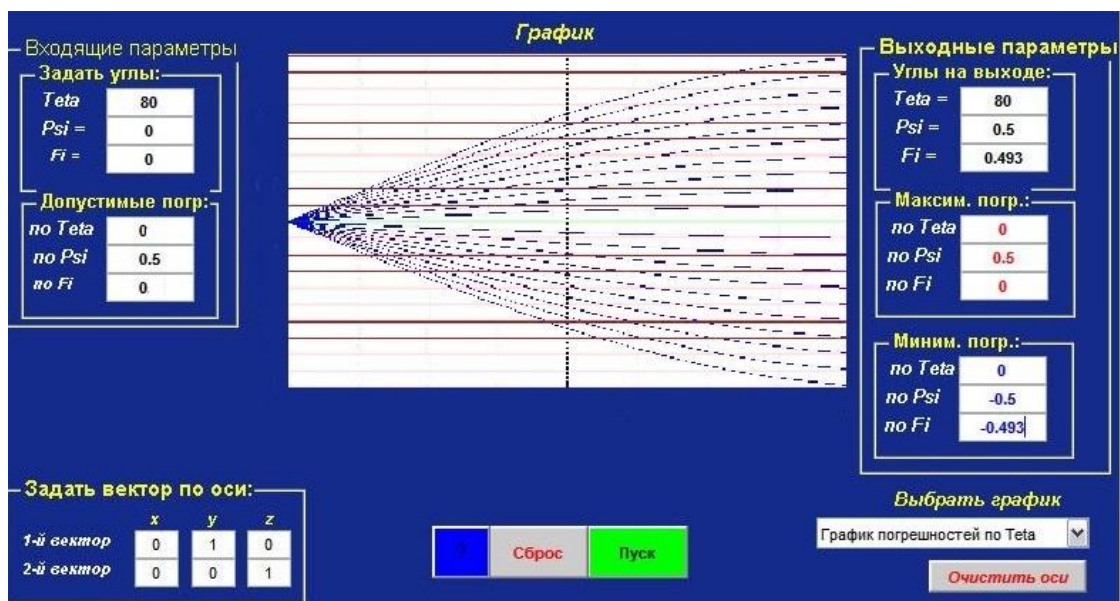 График
Входящие параметры
Задать углы:
Teta 80
Psi = 0
Fi = 0
Допустимые погр:
по Teta 0
по Psi 0.5
по Fi 0
Выходные параметры
Углы на выходе:
Teta = 80
Psi = 0.5
Fi = 0.493
Максим. погр.:
по Teta 0
по Psi 0.5
по Fi 0
Миним. погр.:
по Teta 0
по Psi -0.5
по Fi -0.493
Задать вектор по оси:
x y z
1-й вектор 0 1 0
2-й вектор 0 0 1
Сброс Пуск
Выбрать график
График погрешностей по Teta
Очистить оси